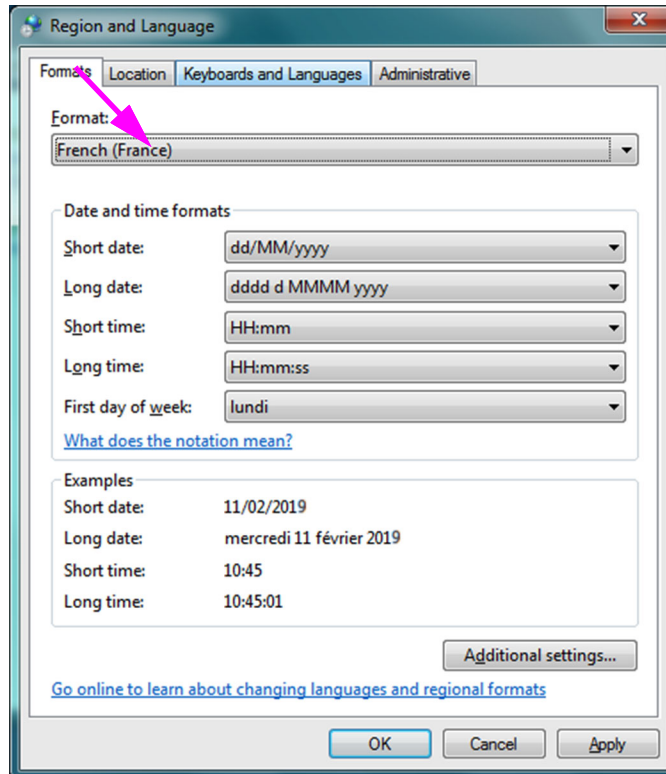 Region and Language
Formats Location Keyboards and Languages Administrative
Format:
French (France)
Date and time formats
Short date: dd/MM/yyyy
Long date: dddd d MMMM yyyy
Short time: HH:mm
Long time: HH:mm:ss
First day of week: lundi
What does the notation mean?
Examples
Short date: 11/02/2019
Long date: mercredi 11 février 2019
Short time: 10:45
Long time: 10:45:01
Additional settings...
Go online to learn about changing languages and regional formats
OK Cancel Apply